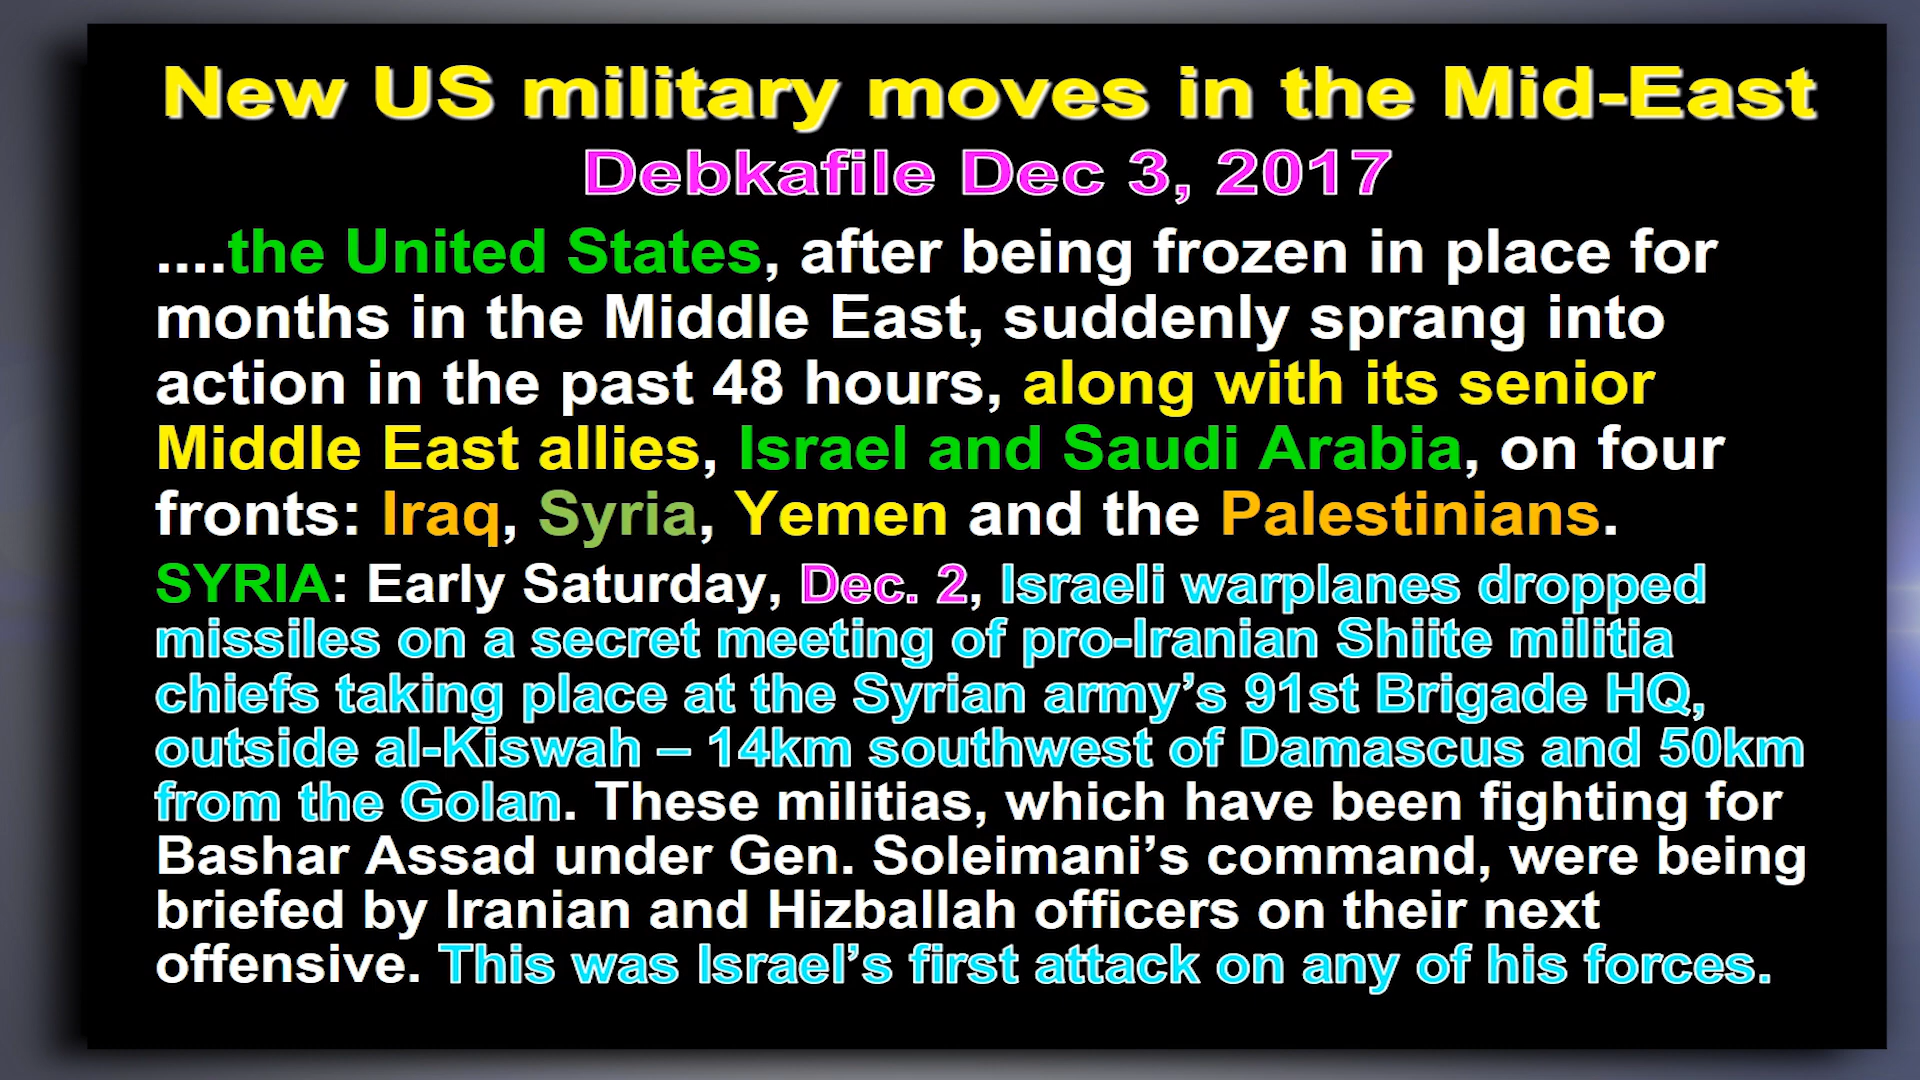 New US military moves in the Mid-East
Debkafile Dec 3, 2017
....the United States, after being frozen in place for
months in the Middle East, suddenly sprang into
action in the past 48 hours, along with its senior
Middle East allies, Israel and Saudi Arabia, on four
fronts: Iraq, Syria, Yemen and the Palestinians.
SYRIA: Early Saturday, Dec. 2, Israeli warplanes dropped
missiles on a secret meeting of pro-Iranian Shiite militia
chiefs taking place at the Syrian army’s 91st Brigade HQ,
outside al-Kiswah – 14km southwest of Damascus and 50km
from the Golan. These militias, which have been fighting for
Bashar Assad under Gen. Soleimani’s command, were being
briefed by Iranian and Hizballah officers on their next
offensive. This was Israel’s first attack on any of his forces.